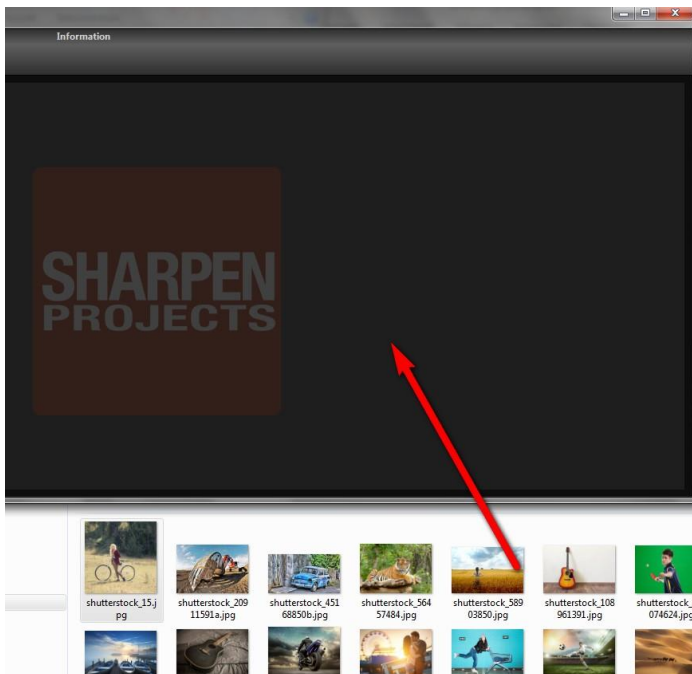 Information
SHARPEN
PROJECTS
shutterstock_15.j
pg
shutterstock_209
11591a.jpg
shutterstock_451
68850b.jpg
shutterstock_564
57484.jpg
shutterstock_589
03850.jpg
shutterstock_108
961391.jpg
shutterstock_
074624.jpg